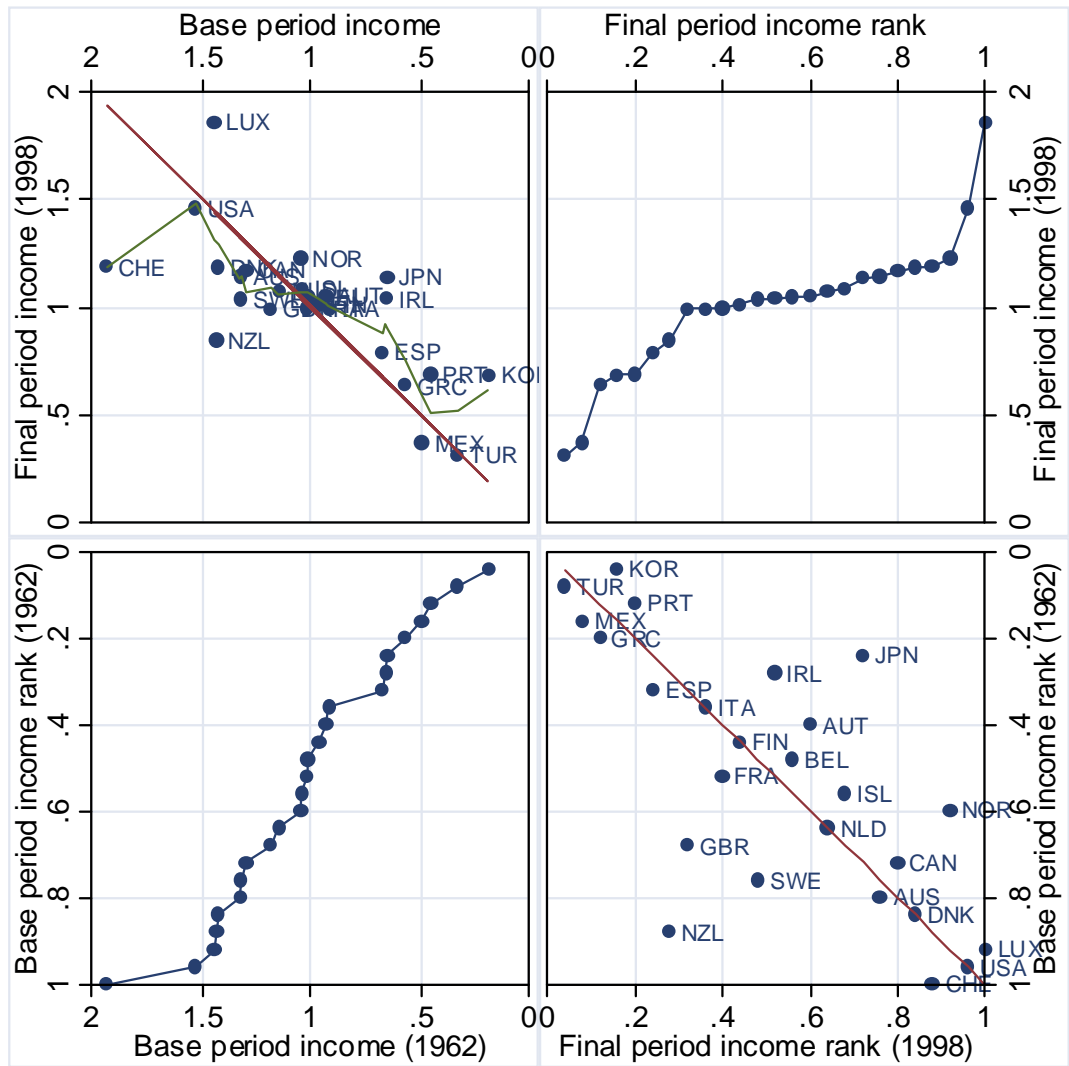 Base period income
Final period income rank
2 1.5 1 .5 0
0 .2 .4 .6 .8 1
Final period income (1998)
2
1.5
1
.5
0
LUX
USA
CHE
NOR
CAN
AUS
JPN
IRL
SWE
NZL
ESP
PRT
GRC
MEX
TUR
2
1.5
1
.5
0
Final period income (1998)
Base period income rank (1962)
0
.2
.4
.6
.8
1
2 1.5 1 .5 0
Base period income (1962)
KOR
TUR
PRT
MEX
GRC
JPN
IRL
ESP
ITA
AUT
FIN
BEL
FRA
ISL
NOR
NLD
GBR
CAN
SWE
AUS
DNK
NZL
LUX
USA
CHE
0
.2
.4
.6
.8
1
Base period income rank (1962)
0 .2 .4 .6 .8 1
Final period income rank (1998)